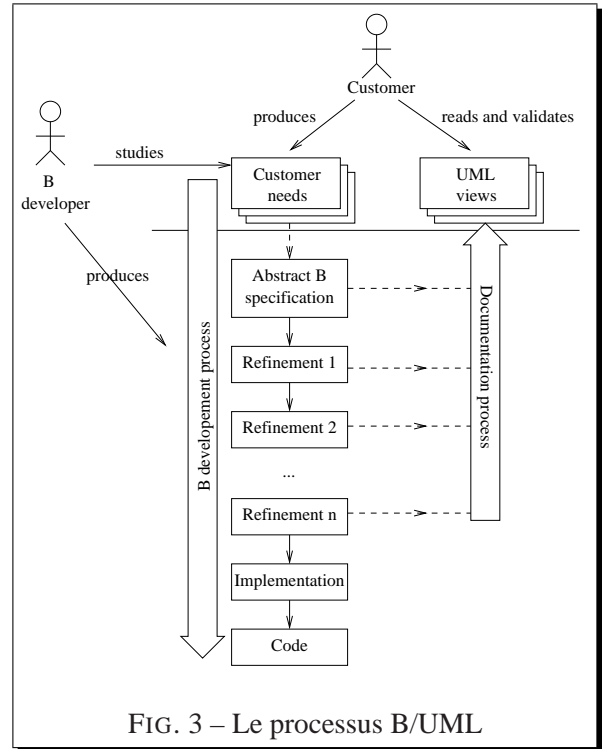 Customer
produces
reads and validates
B
developer
studies
Customer
needs
UML
views
produces
B developement process
Documentation process
Abstract B
specification
Refinement 1
Refinement 2
...
Refinement n
Implementation
Code
FIG. 3 – Le processus B/UML